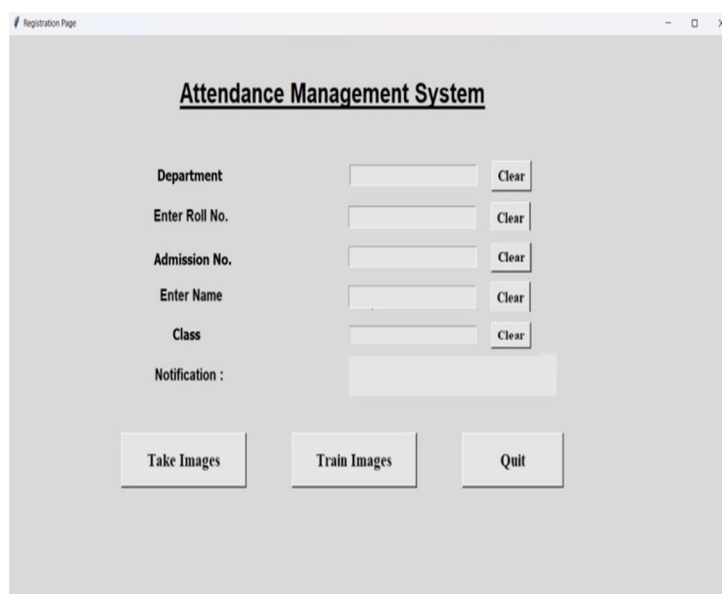 Registration Page
Attendance Management System
Department Clear
Enter Roll No. Clear
Admission No. Clear
Enter Name Clear
Class Clear
Notification :
Take Images Train Images Quit